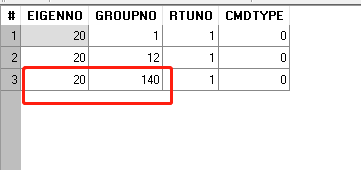 # EIGENNO GROUPNO RTUNO CMDTYPE
1 20 1 1 0
2 20 12 1 0
3 20 140 1 0